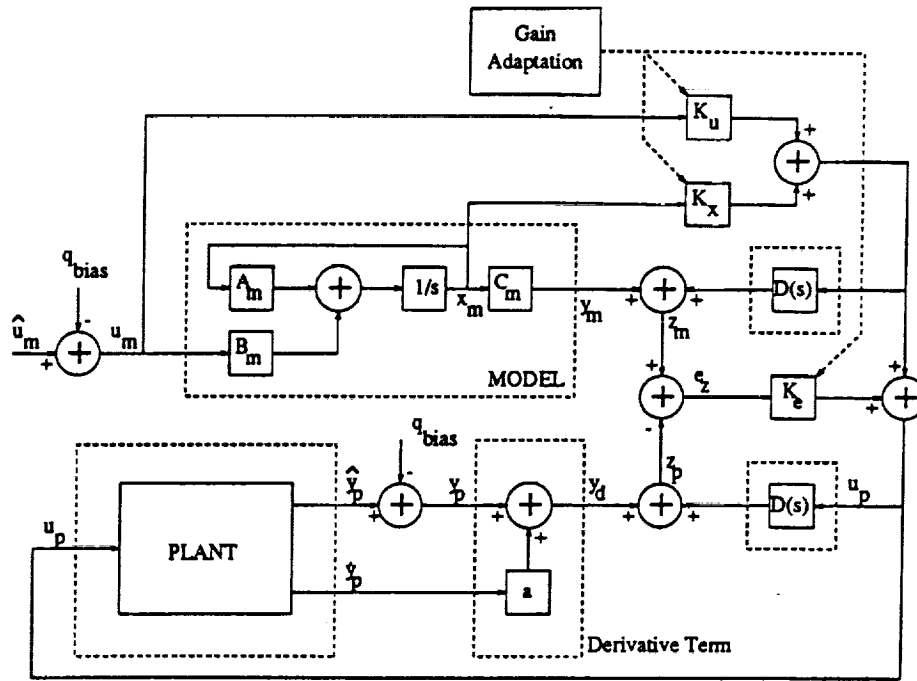 Gain
Adaptation
K_u
+
+
K_x
+
q_bias
-
û_m
+
u_m
A_m
+
1/s
x_m
C_m
y_m
B_m
MODEL
+
+
+
z_m
D(s)
+
+
-
e_z
K_e
+
+
+
z_p
q_bias
-
ŷ_p
+
+
y_p
+
+
+
y_d
+
+
+
D(s)
u_p
u_p
PLANT
ẏ_p
a
Derivative Term